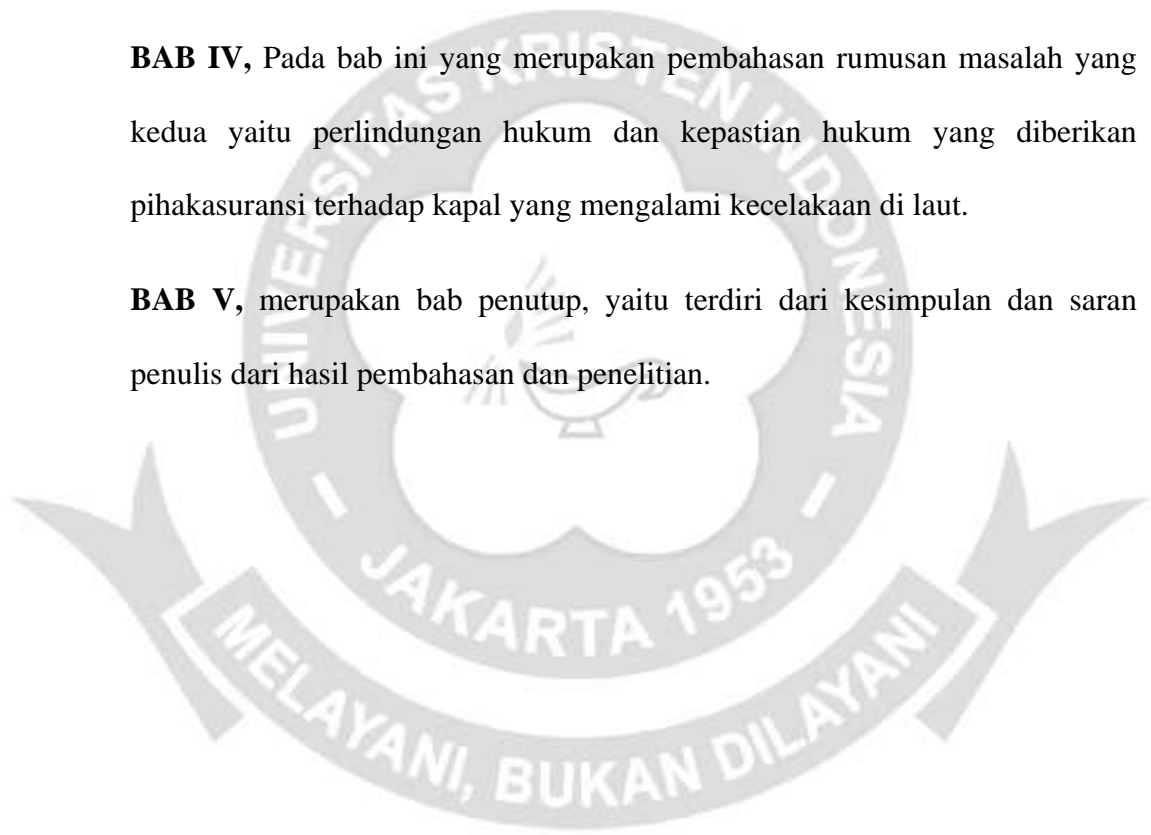 BAB IV, Pada bab ini yang merupakan pembahasan rumusan masalah yang
kedua yaitu perlindungan hukum dan kepastian hukum yang diberikan
pihakasuransi terhadap kapal yang mengalami kecelakaan di laut.
BAB V, merupakan bab penutup, yaitu terdiri dari kesimpulan dan saran
penulis dari hasil pembahasan dan penelitian.
UNIVERSITAS KRISTEN INDONESIA
- JAKARTA 1953 -
MELAYANI, BUKAN DILAYANI